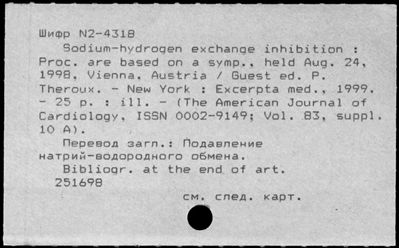 Шифр N2-4318
Sodium-hydrogen exchange inhibition :
Proc. are based on a symp., held Aug. 24,
1998, Vienna, Austria / Guest ed. P.
Theroux. - New York : Excerpta med., 1999.
- 25 p. : ill. - (The American Journal of
Cardiology, ISSN 0002-9149; Vol. 83, suppl.
10 A).
Перевод загл.: Подавление
натрий-водородного обмена.
Bibliogr. at the end of art.
251698
см. след. карт.